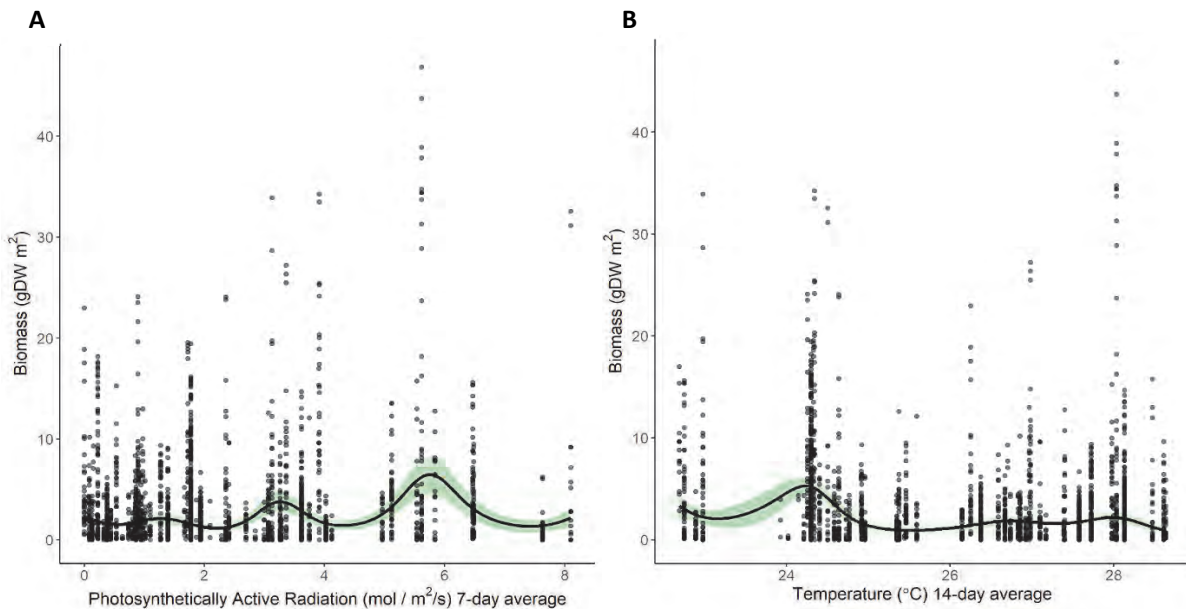 A
B
40
30
20
10
0
Biomass (gDW m²)
0 2 4 6 8
Photosynthetically Active Radiation (mol / m²/s) 7-day average
40
30
20
10
0
Biomass (gDW m²)
24 26 28
Temperature (°C) 14-day average